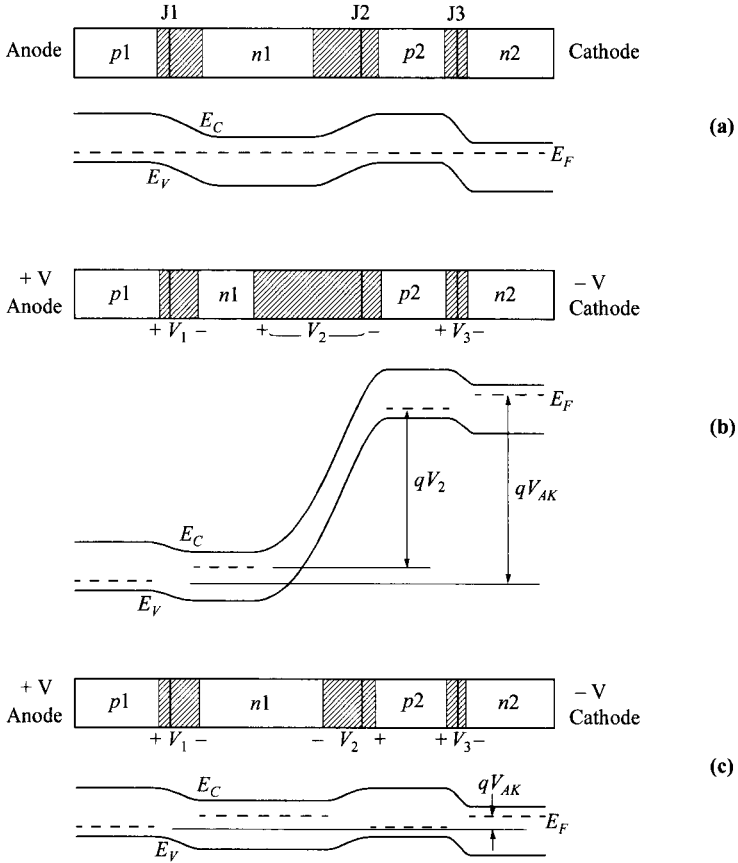 J1 J2 J3
Anode p1 n1 p2 n2 Cathode
E_C
(a)
E_F
E_V
+ V Anode p1 n1 p2 n2 – V Cathode
+ V_1 – + V_2 – + V_3 –
E_F
(b)
qV_2 qV_AK
E_C
E_V
+ V Anode p1 n1 p2 n2 – V Cathode
+ V_1 – – V_2 + + V_3 –
(c)
E_C qV_AK
E_F
E_V